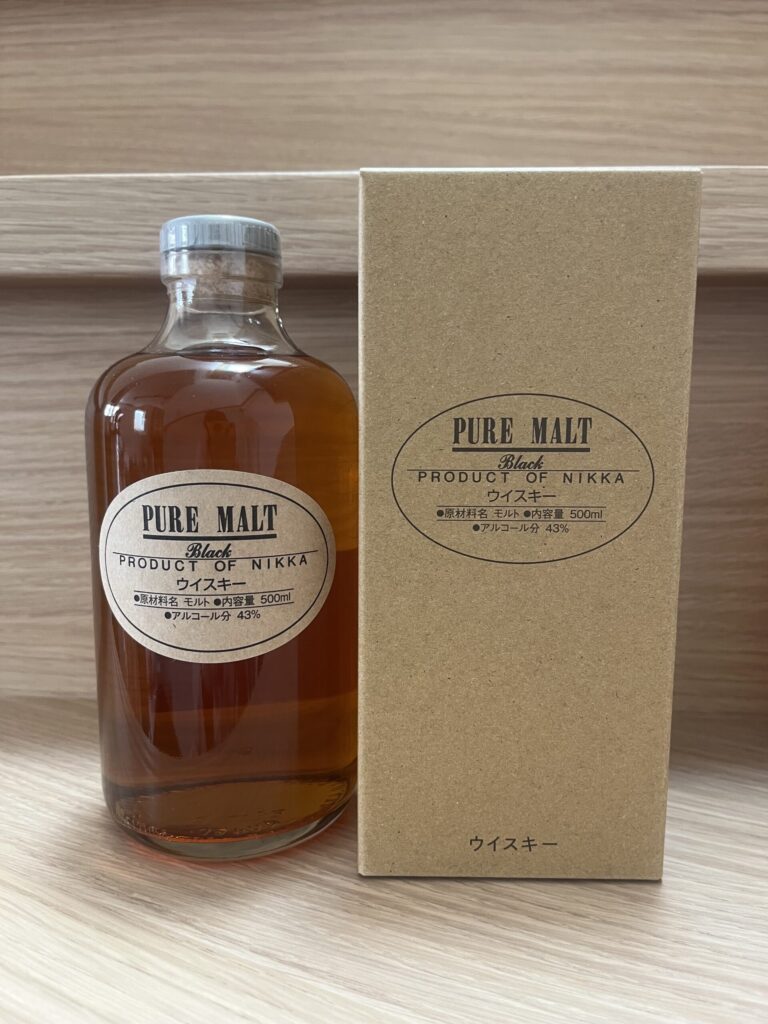 PURE MALT
Black
PRODUCT OF NIKKA
ウイスキー
●原材料名 モルト ●内容量 500ml
●アルコール分 43%
PURE MALT
Black
PRODUCT OF NIKKA
ウイスキー
●原材料名 モルト ●内容量 500ml
●アルコール分 43%
ウイスキー